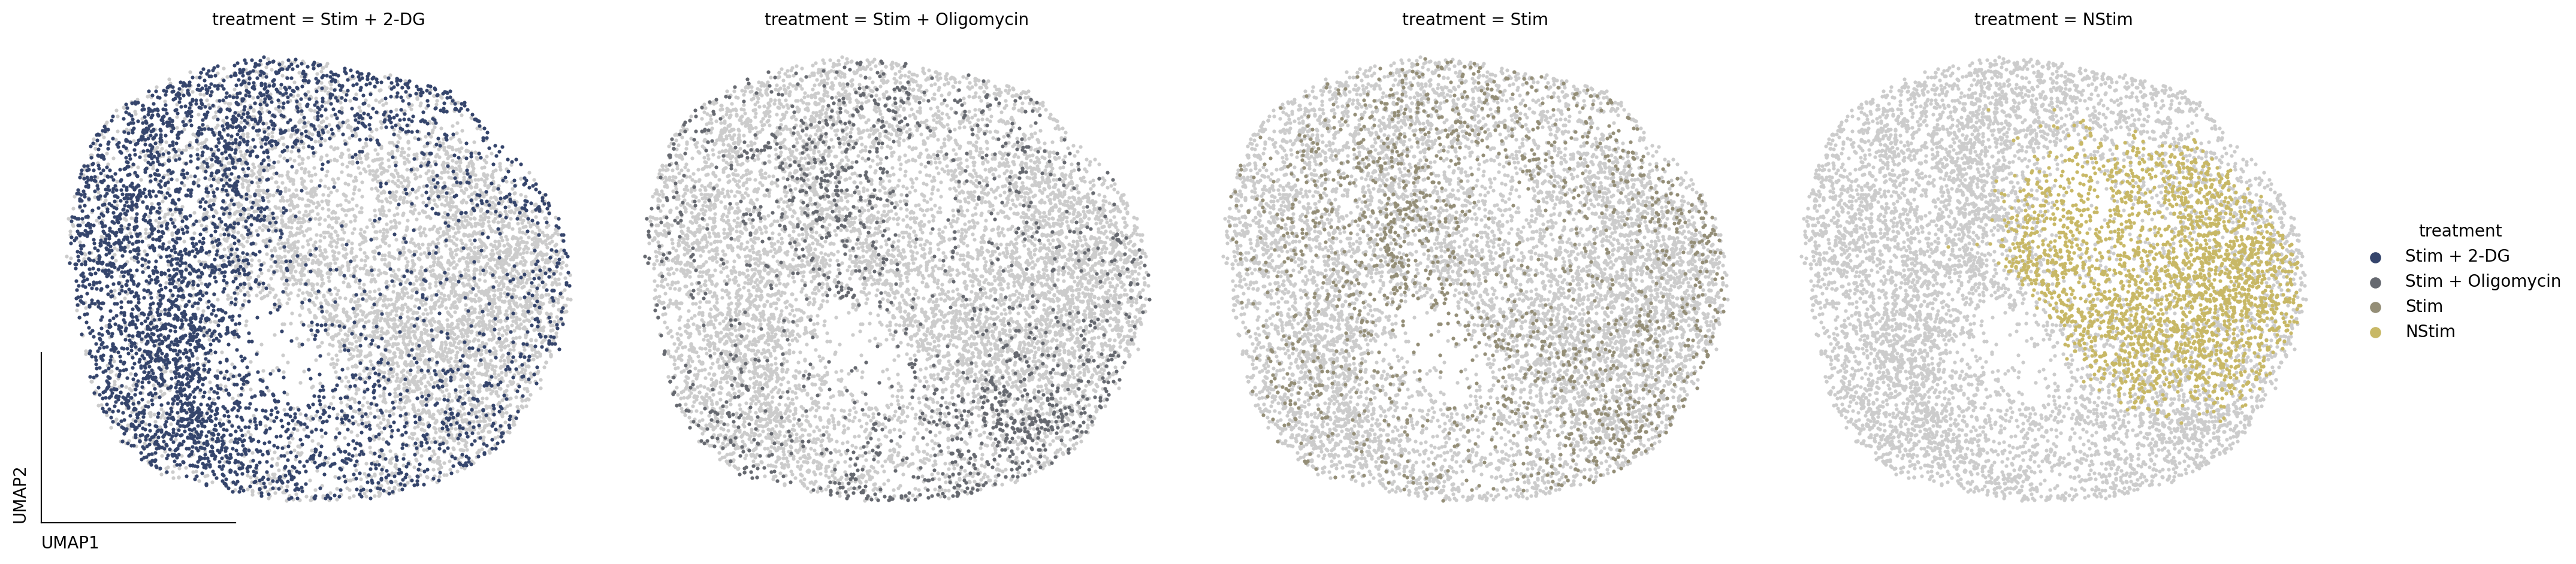 treatment = Stim + 2-DG
treatment = Stim + Oligomycin
treatment = Stim
treatment = NStim
treatment
Stim + 2-DG
Stim + Oligomycin
Stim
NStim
UMAP2
UMAP1